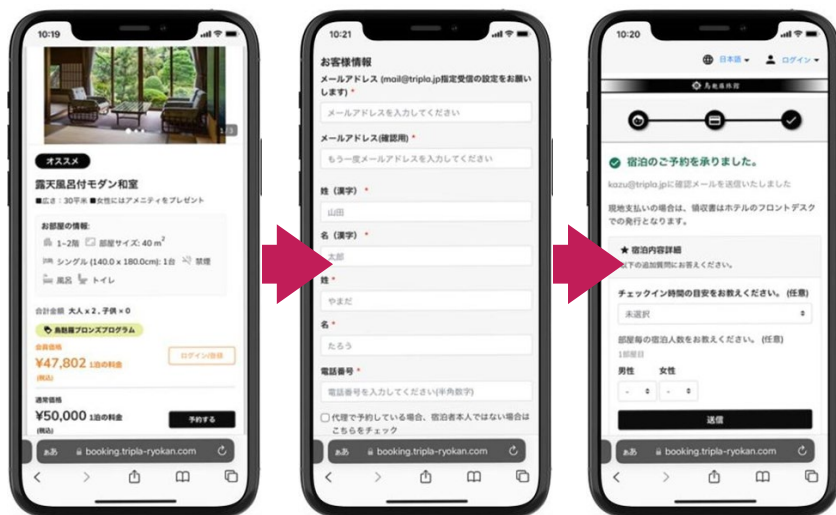 10:19
1/3
オススメ
露天風呂付モダン和室
■広さ：30平米 ■女性にはアメニティをプレゼント
お部屋の情報:
1~2階 部屋サイズ: 40 m²
シングル (140.0 x 180.0cm): 1台 禁煙
風呂 トイレ
合計金額 大人 x 2 , 子供 × 0
ブロンズプログラム
会員価格
¥47,802 1泊の料金
(税込)
ログイン/登録
通常価格
¥50,000 1泊の料金
(税込)
予約する
ぁあ booking.tripla-ryokan.com
10:21
お客様情報
メールアドレス (mail@tripla.jp指定受信の設定をお願い
します) *
メールアドレスを入力してください
メールアドレス(確認用) *
もう一度メールアドレスを入力してください
姓 (漢字) *
山田
名 (漢字) *
太郎
姓 *
やまだ
名 *
たろう
電話番号 *
電話番号を入力してください(半角数字)
代理で予約している場合、宿泊者本人ではない場合は
こちらをチェック
ぁあ booking.tripla-ryokan.com
10:20
日本語 ログイン
宿泊のご予約を承りました。
kazu@tripla.jpに確認メールを送信いたしました
現地支払いの場合は、領収書はホテルのフロントデスク
での発行となります。
★ 宿泊内容詳細
以下の追加質問にお答えください。
チェックイン時間の目安をお教えください。 (任意)
未選択
部屋毎の宿泊人数をお教えください。 (任意)
1部屋目
男性 女性
- -
送信
ぁあ booking.tripla-ryokan.com